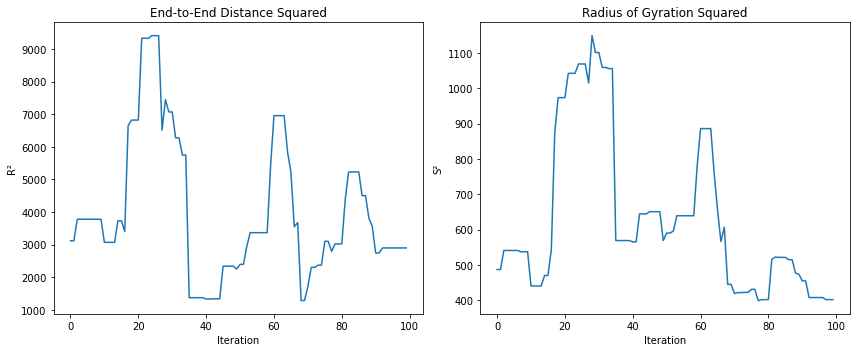 End-to-End Distance Squared
R²
9000
8000
7000
6000
5000
4000
3000
2000
1000
0 20 40 60 80 100
Iteration
Radius of Gyration Squared
S²
1100
1000
900
800
700
600
500
400
0 20 40 60 80 100
Iteration